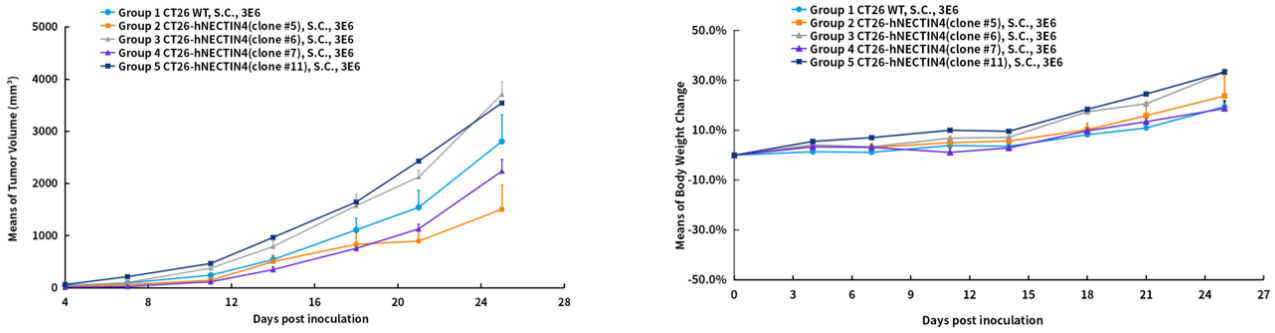 Group 1 CT26 WT, S.C., 3E6
Group 2 CT26-hNECTIN4(clone #5), S.C., 3E6
Group 3 CT26-hNECTIN4(clone #6), S.C., 3E6
Group 4 CT26-hNECTIN4(clone #7), S.C., 3E6
Group 5 CT26-hNECTIN4(clone #11), S.C., 3E6
Means of Tumor Volume (mm³)
5000
4000
3000
2000
1000
0
4 8 12 16 20 24 28
Days post inoculation
Group 1 CT26 WT, S.C., 3E6
Group 2 CT26-hNECTIN4(clone #5), S.C., 3E6
Group 3 CT26-hNECTIN4(clone #6), S.C., 3E6
Group 4 CT26-hNECTIN4(clone #7), S.C., 3E6
Group 5 CT26-hNECTIN4(clone #11), S.C., 3E6
Means of Body Weight Change
50.0%
30.0%
10.0%
-10.0%
-30.0%
-50.0%
0 3 6 9 12 15 18 21 24 27
Days post inoculation